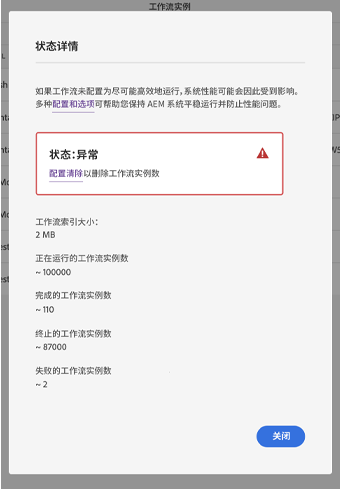 工作流实例
状态详情
如果工作流未配置为尽可能高效地运行，系统性能可能会因此受到影响。
多种配置和选项可帮助您保持 AEM 系统平稳运行并防止性能问题。
状态：异常
配置清除以删除工作流实例数
工作流索引大小：
2 MB
正在运行的工作流实例数
~ 100000
完成的工作流实例数
~ 110
终止的工作流实例数
~ 87000
失败的工作流实例数
~ 2
关闭